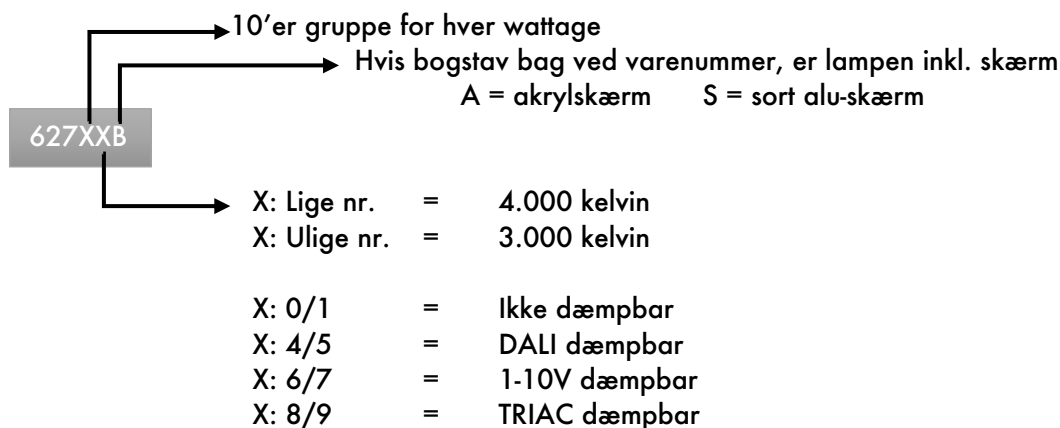 10’er gruppe for hver wattage
Hvis bogstav bag ved varenummer, er lampen inkl. skærm
A = akrylskærm S = sort alu-skærm
627XXB
X: Lige nr. = 4.000 kelvin
X: Ulige nr. = 3.000 kelvin
X: 0/1 = Ikke dæmpbar
X: 4/5 = DALI dæmpbar
X: 6/7 = 1-10V dæmpbar
X: 8/9 = TRIAC dæmpbar